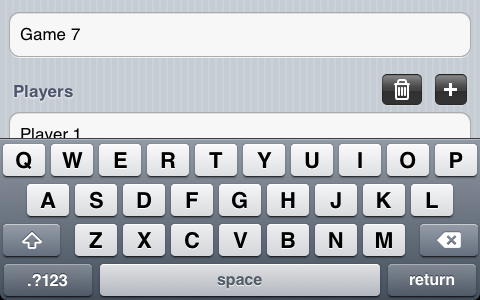 Game 7
Players
+
Player 1
Q W E R T Y U I O P
A S D F G H J K L
Z X C V B N M
.?123 space return